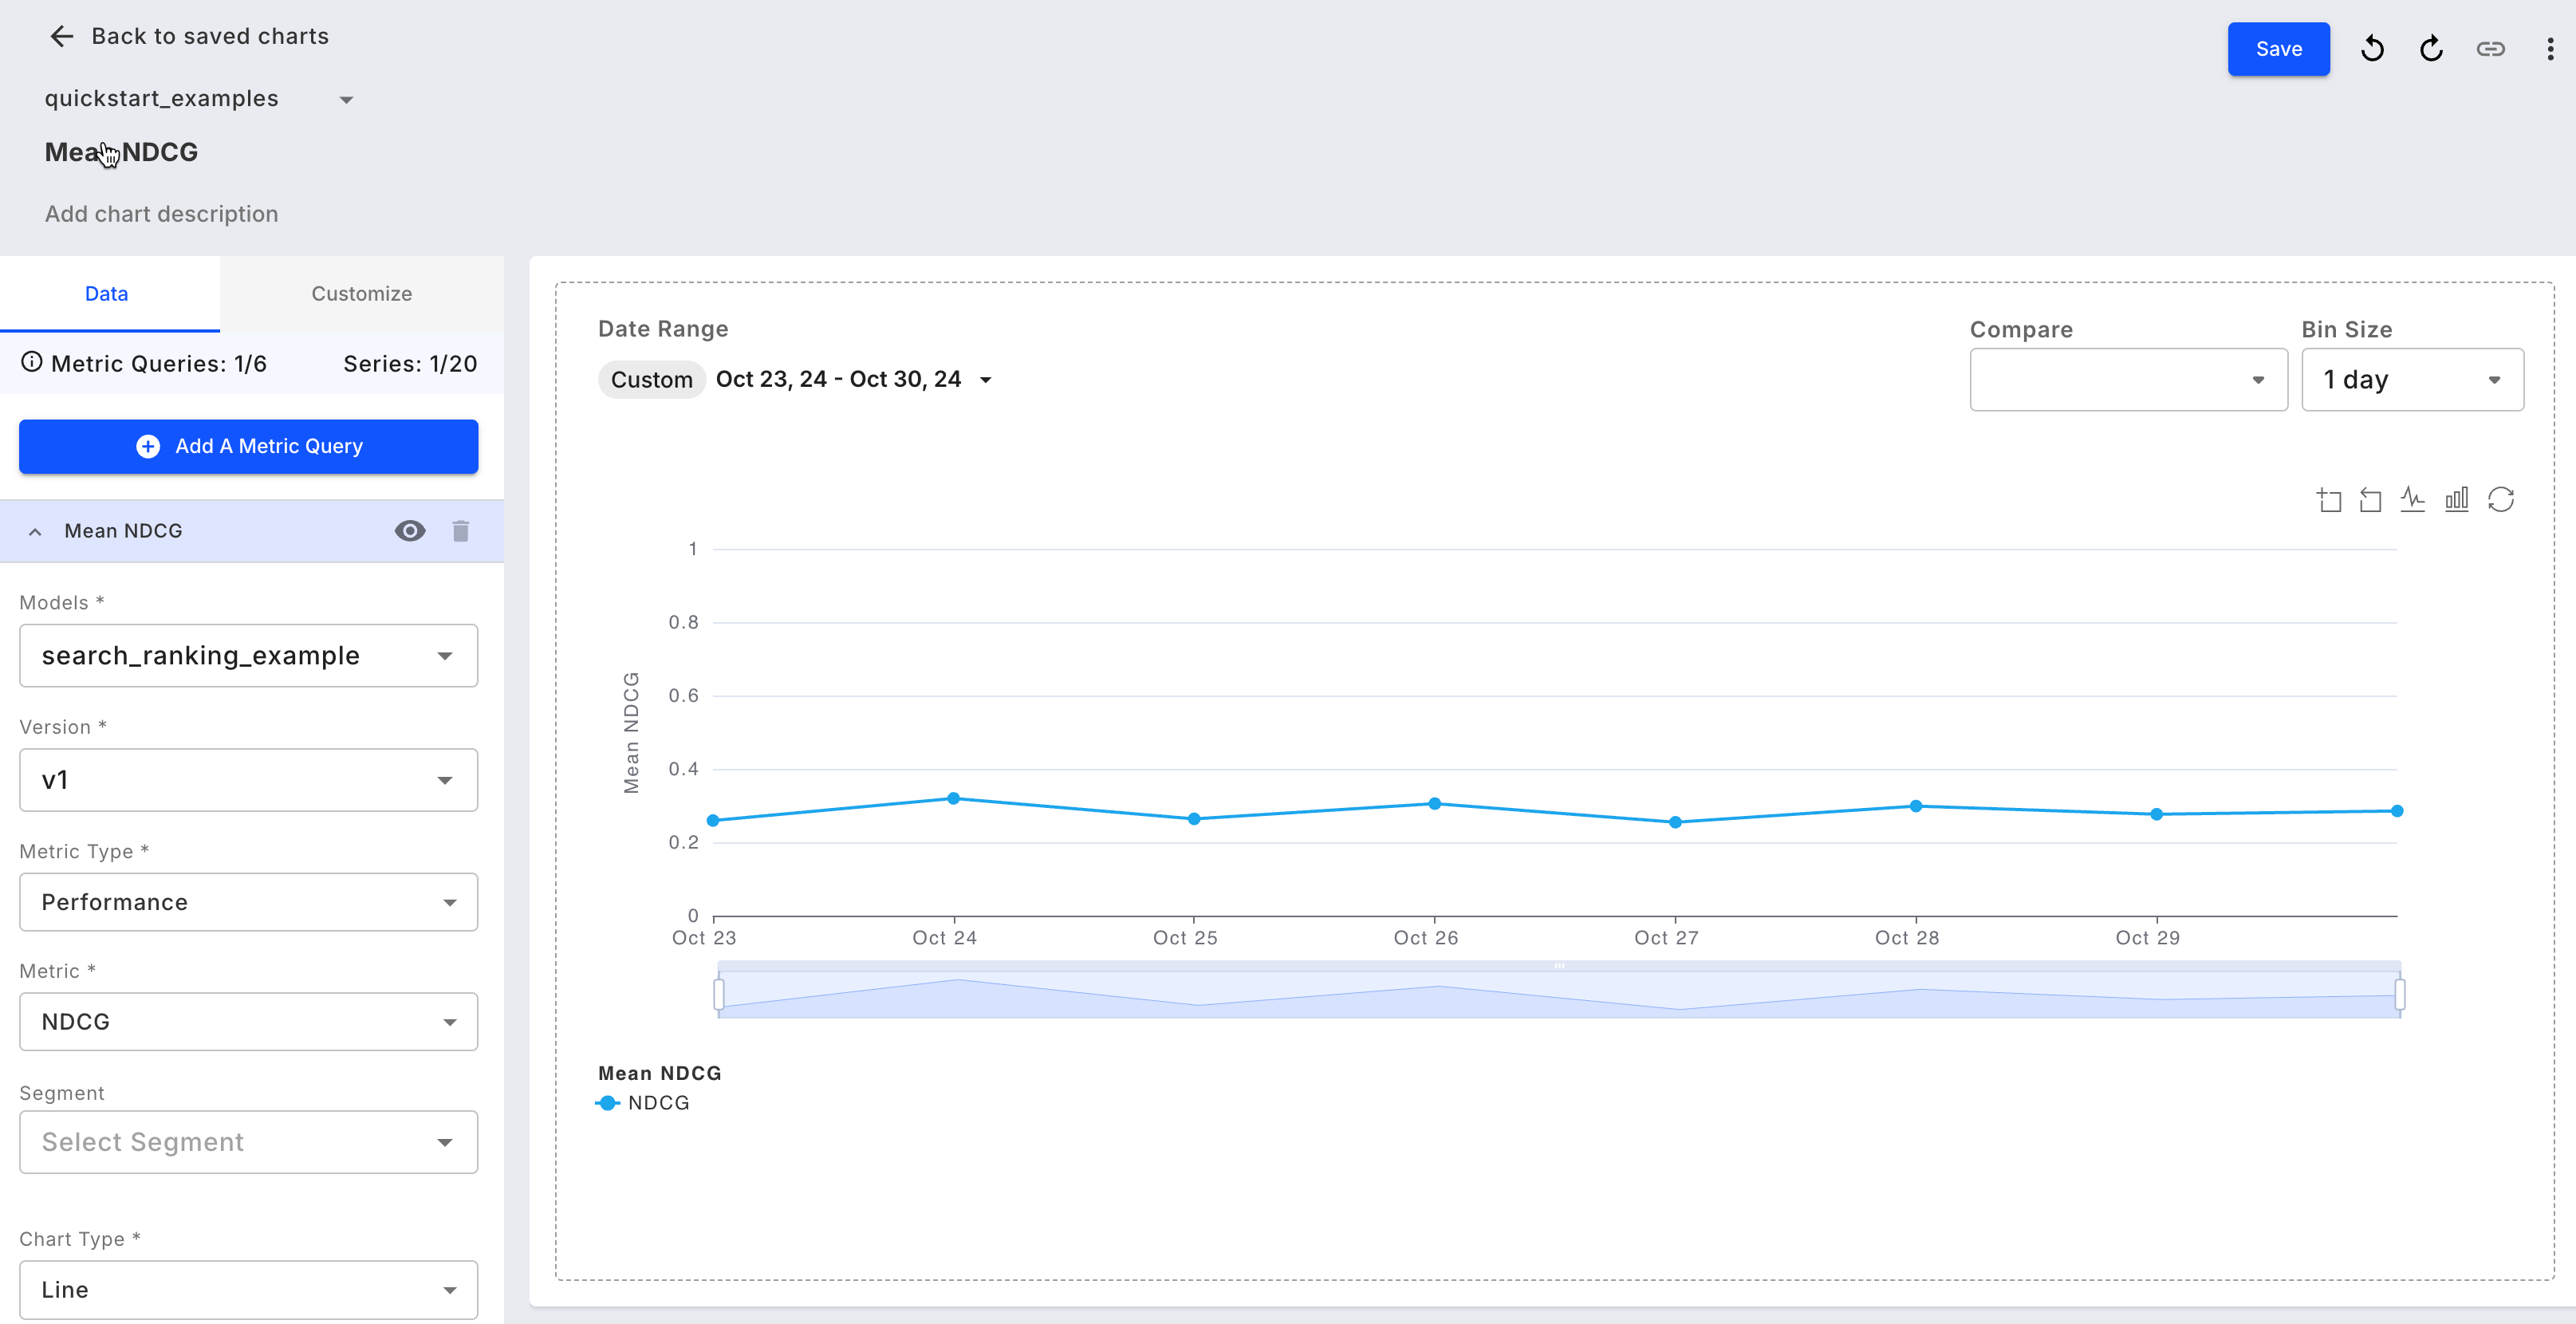 Back to saved charts
Save
quickstart_examples
Mean NDCG
Add chart description
Data
Customize
Metric Queries: 1/6
Series: 1/20
Add A Metric Query
Mean NDCG
Models *
search_ranking_example
Version *
v1
Metric Type *
Performance
Metric *
NDCG
Segment
Select Segment
Chart Type *
Line
Date Range
Custom Oct 23, 24 - Oct 30, 24
Compare
Bin Size
1 day
Mean NDCG
1
0.8
0.6
0.4
0.2
0
Oct 23
Oct 24
Oct 25
Oct 26
Oct 27
Oct 28
Oct 29
Mean NDCG
NDCG